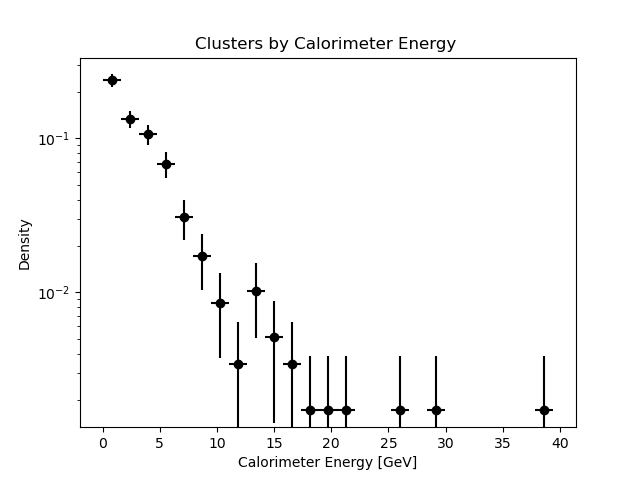 Clusters by Calorimeter Energy
Density
10⁻¹
10⁻²
0 5 10 15 20 25 30 35 40
Calorimeter Energy [GeV]